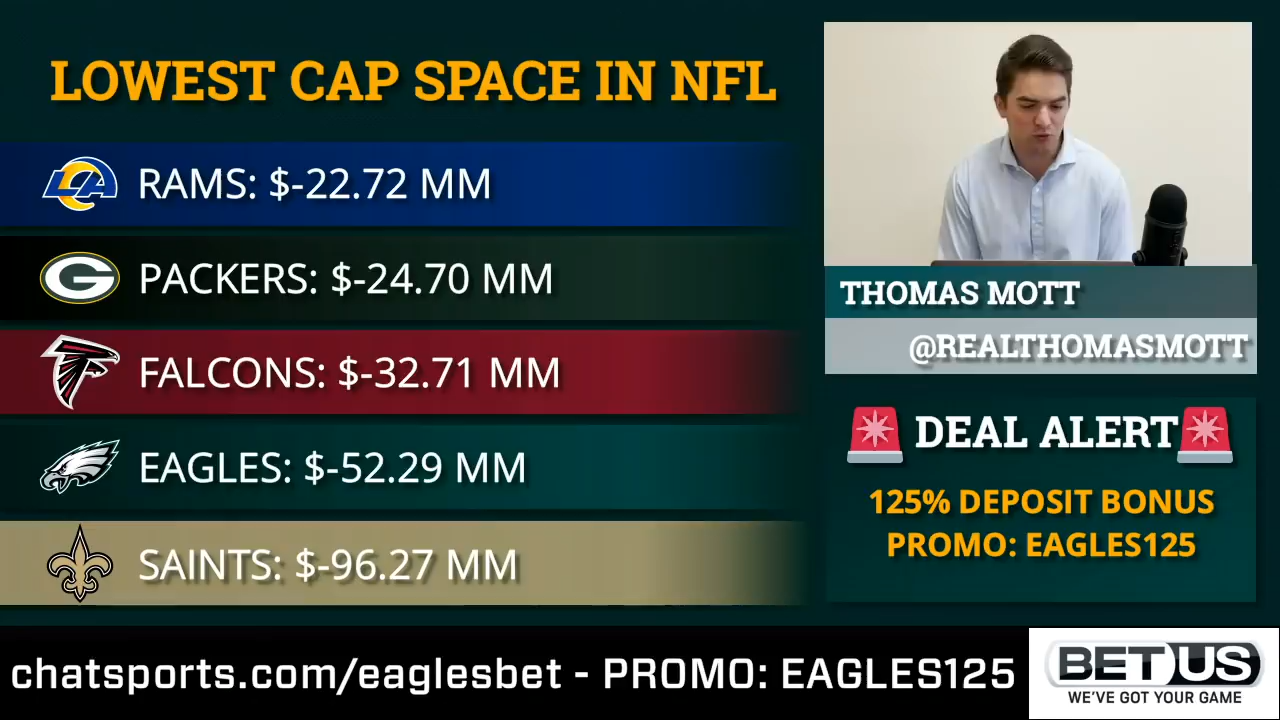 LOWEST CAP SPACE IN NFL
RAMS: $-22.72 MM
PACKERS: $-24.70 MM
FALCONS: $-32.71 MM
EAGLES: $-52.29 MM
SAINTS: $-96.27 MM
THOMAS MOTT
@REALTHOMASMOTT
DEAL ALERT
125% DEPOSIT BONUS
PROMO: EAGLES125
chatsports.com/eaglesbet - PROMO: EAGLES125
BETUS
WE'VE GOT YOUR GAME